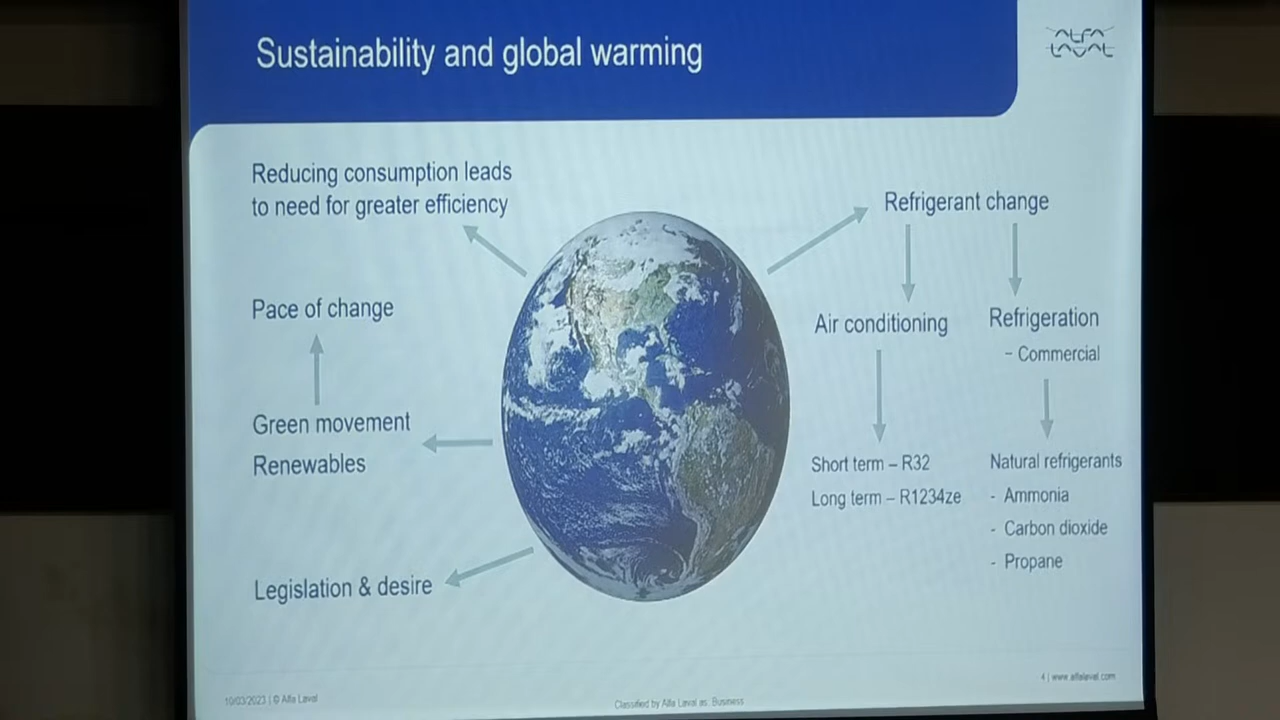 Sustainability and global warming
ALFA
LAVAL
Reducing consumption leads
to need for greater efficiency
Refrigerant change
Pace of change
Air conditioning
Refrigeration
– Commercial
Green movement
Renewables
Short term – R32
Long term – R1234ze
Natural refrigerants
- Ammonia
- Carbon dioxide
- Propane
Legislation & desire
4 | www.alfalaval.com
10/03/2023 | © Alfa Laval
Classified by Alfa Laval as: Business